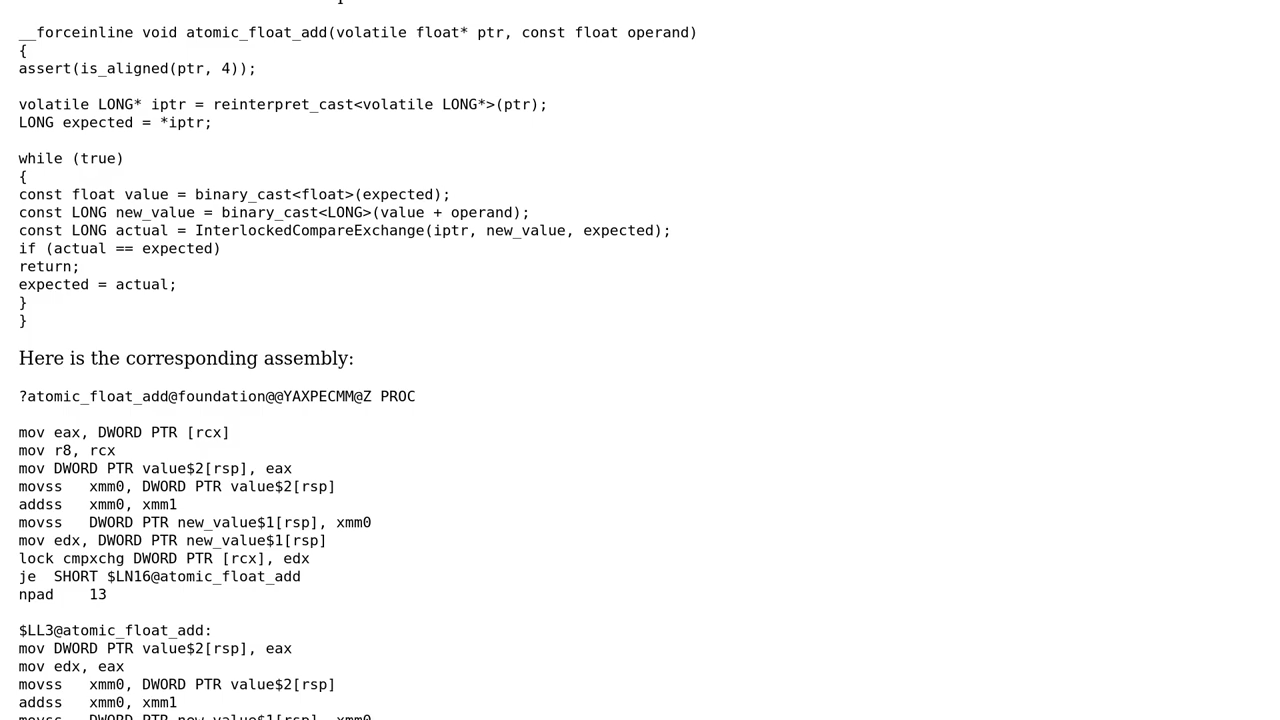 __forceinline void atomic_float_add(volatile float* ptr, const float operand)
{
assert(is_aligned(ptr, 4));
volatile LONG* iptr = reinterpret_cast<volatile LONG*>(ptr);
LONG expected = *iptr;
while (true)
{
const float value = binary_cast<float>(expected);
const LONG new_value = binary_cast<LONG>(value + operand);
const LONG actual = InterlockedCompareExchange(iptr, new_value, expected);
if (actual == expected)
return;
expected = actual;
}
}
Here is the corresponding assembly:
?atomic_float_add@foundation@@YAXPECMM@Z PROC
mov eax, DWORD PTR [rcx]
mov r8, rcx
mov DWORD PTR value$2[rsp], eax
movss   xmm0, DWORD PTR value$2[rsp]
addss   xmm0, xmm1
movss   DWORD PTR new_value$1[rsp], xmm0
mov edx, DWORD PTR new_value$1[rsp]
lock cmpxchg DWORD PTR [rcx], edx
je  SHORT $LN16@atomic_float_add
npad    13
$LL3@atomic_float_add:
mov DWORD PTR value$2[rsp], eax
mov edx, eax
movss   xmm0, DWORD PTR value$2[rsp]
addss   xmm0, xmm1
movss   DWORD PTR new_value$1[rsp], xmm0